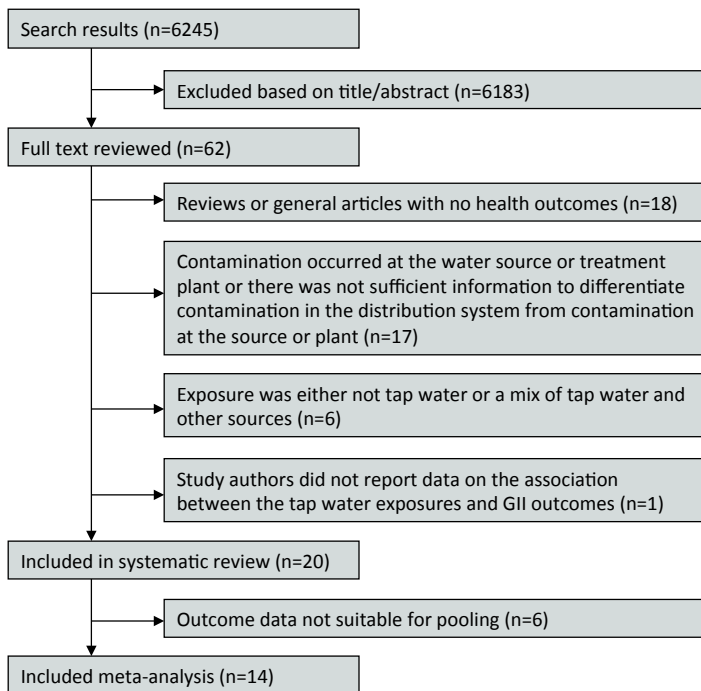 Search results (n=6245)
Excluded based on title/abstract (n=6183)
Full text reviewed (n=62)
Reviews or general articles with no health outcomes (n=18)
Contamination occurred at the water source or treatment
plant or there was not sufficient information to differentiate
contamination in the distribution system from contamination
at the source or plant (n=17)
Exposure was either not tap water or a mix of tap water and
other sources (n=6)
Study authors did not report data on the association
between the tap water exposures and GII outcomes (n=1)
Included in systematic review (n=20)
Outcome data not suitable for pooling (n=6)
Included meta-analysis (n=14)